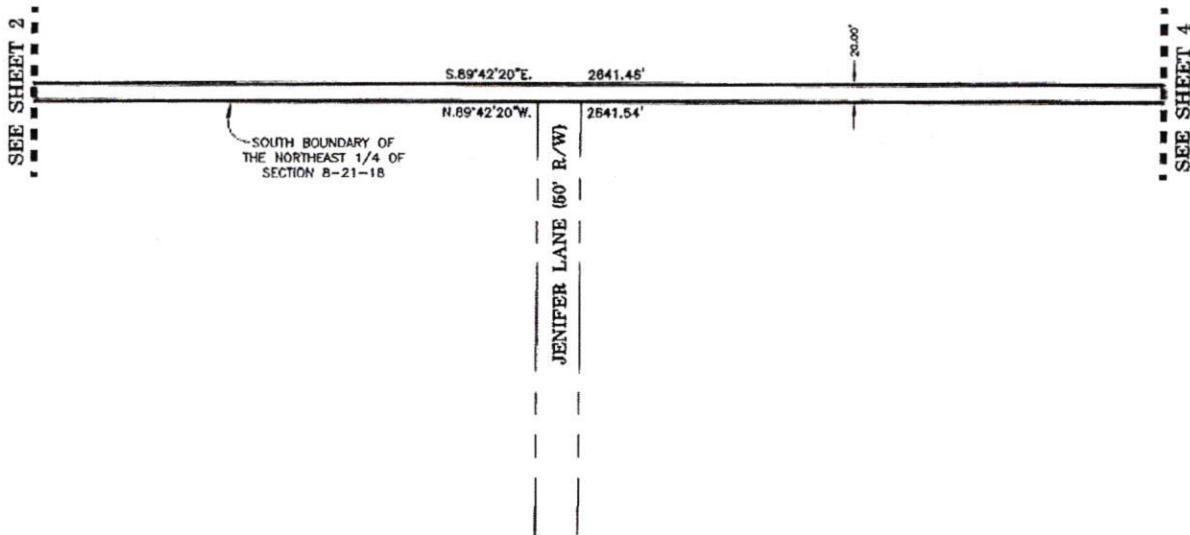 SEE SHEET 2
S.89°42'20"E. 2641.46'
20.00'
SEE SHEET 4
N.89°42'20"W. 2641.54'
SOUTH BOUNDARY OF
THE NORTHEAST 1/4 OF
SECTION 8-21-18
JENIFER LANE (50' R/W)